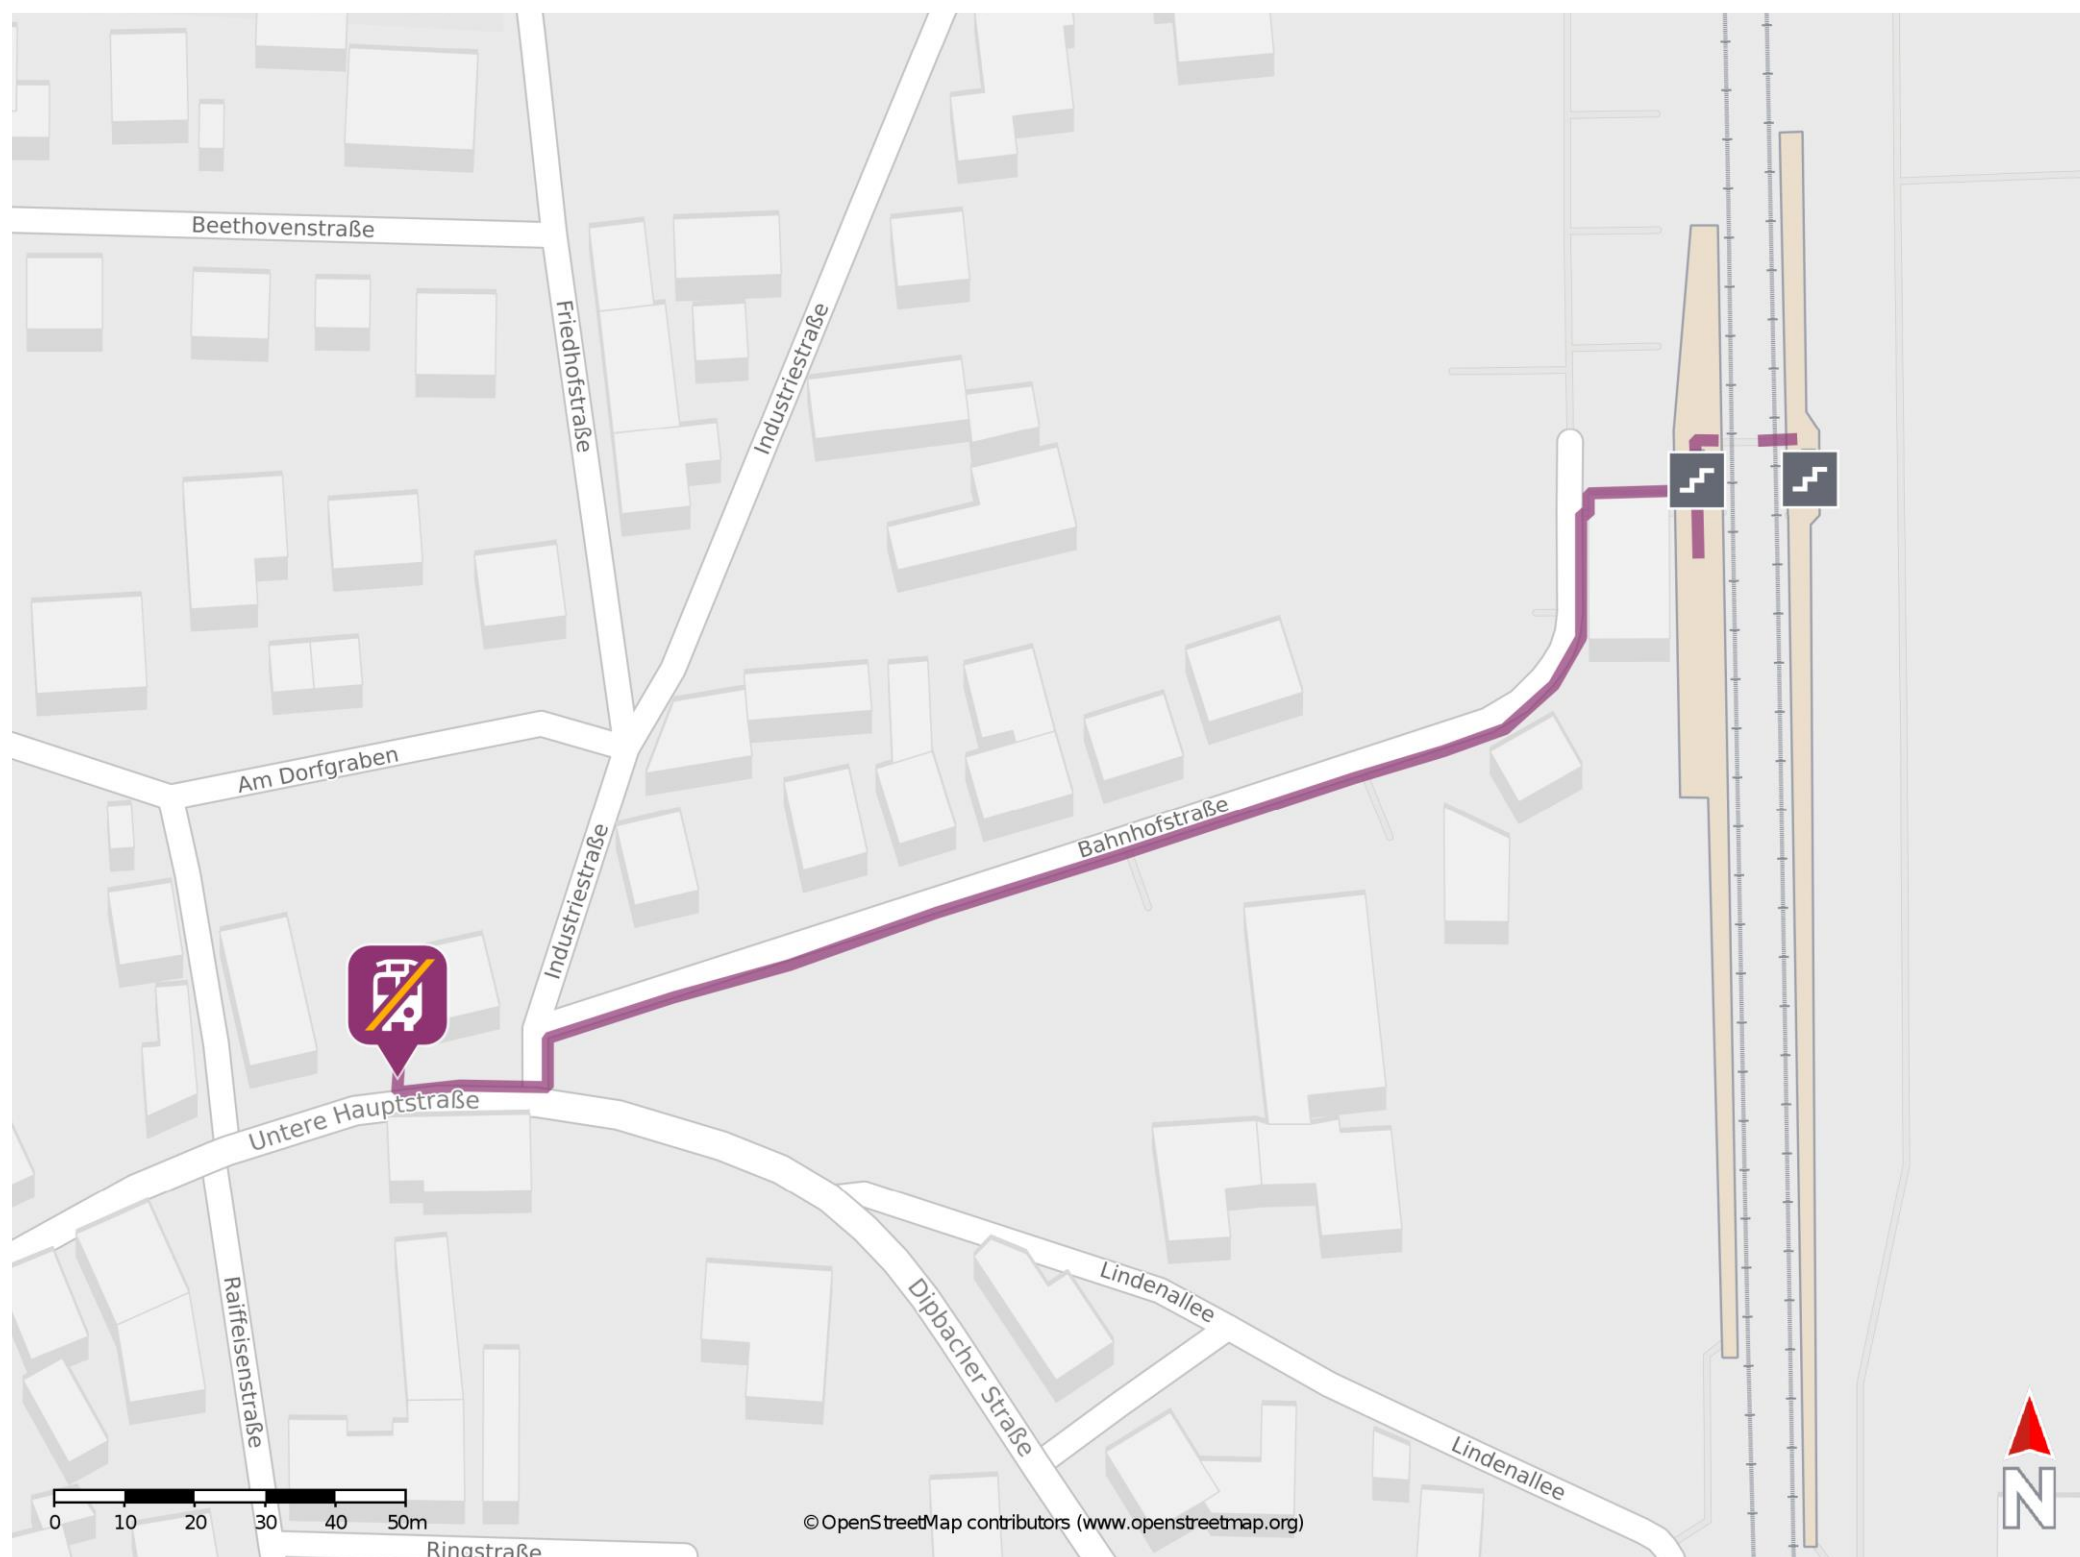 Beethovenstraße
Friedhofstraße
Industriestraße
Am Dorfgraben
Industriestraße
Bahnhofstraße
Untere Hauptstraße
Raiffeisenstraße
Dipbacher Straße
Lindenallee
Lindenallee
0 10 20 30 40 50m
© OpenStreetMap contributors (www.openstreetmap.org)
N
Ringstraße